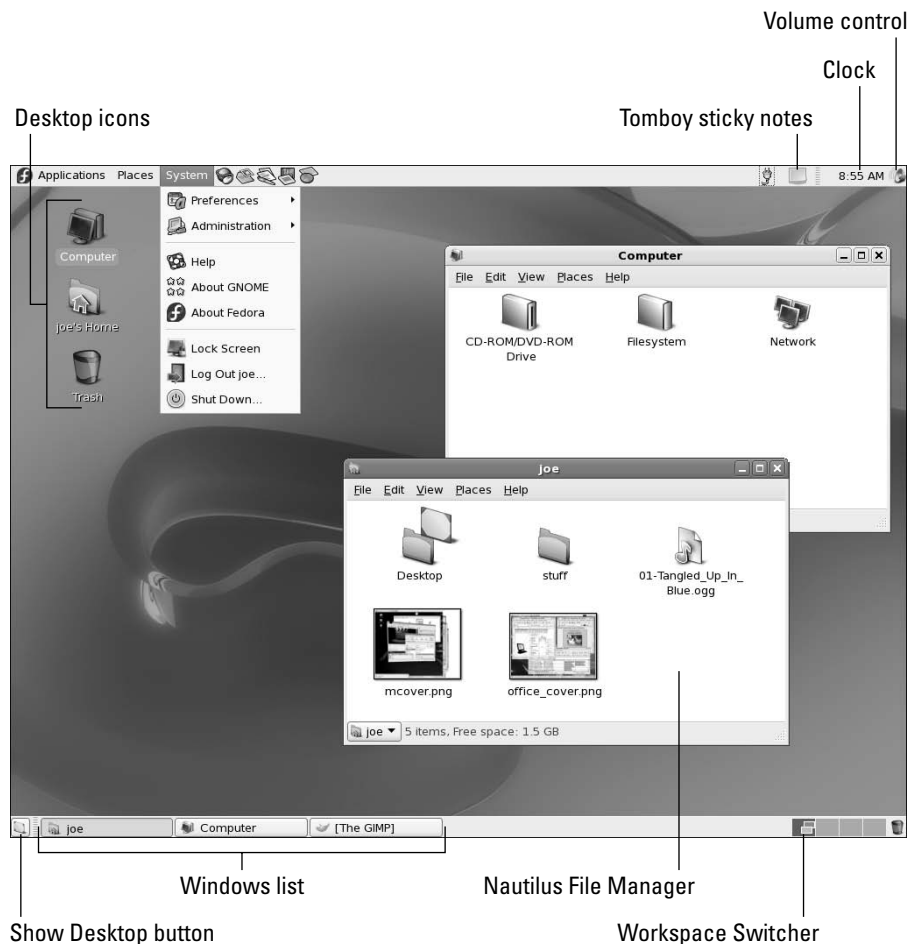 Volume control
Clock
Desktop icons
Tomboy sticky notes
Applications Places System
8:55 AM
Preferences
Administration
Help
About GNOME
About Fedora
Lock Screen
Log Out joe...
Shut Down...
Computer
joe's Home
Trash
Computer
File Edit View Places Help
CD-ROM/DVD-ROM
Drive
Filesystem
Network
joe
File Edit View Places Help
Desktop
stuff
01-Tangled_Up_In_
Blue.ogg
mcover.png
office_cover.png
joe
5 items, Free space: 1.5 GB
joe
Computer
[The GIMP]
Windows list
Nautilus File Manager
Show Desktop button
Workspace Switcher